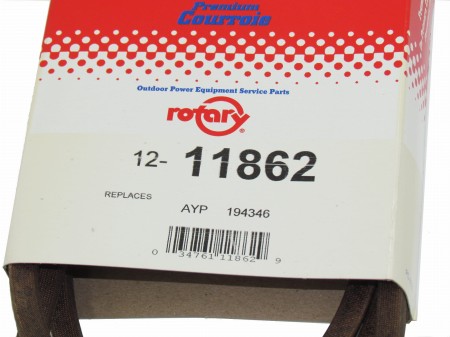 Premium
Courroie
Outdoor Power Equipment Service Parts
rotary®
12- 11862
REPLACES
AYP 194346
0 34761 11862 9